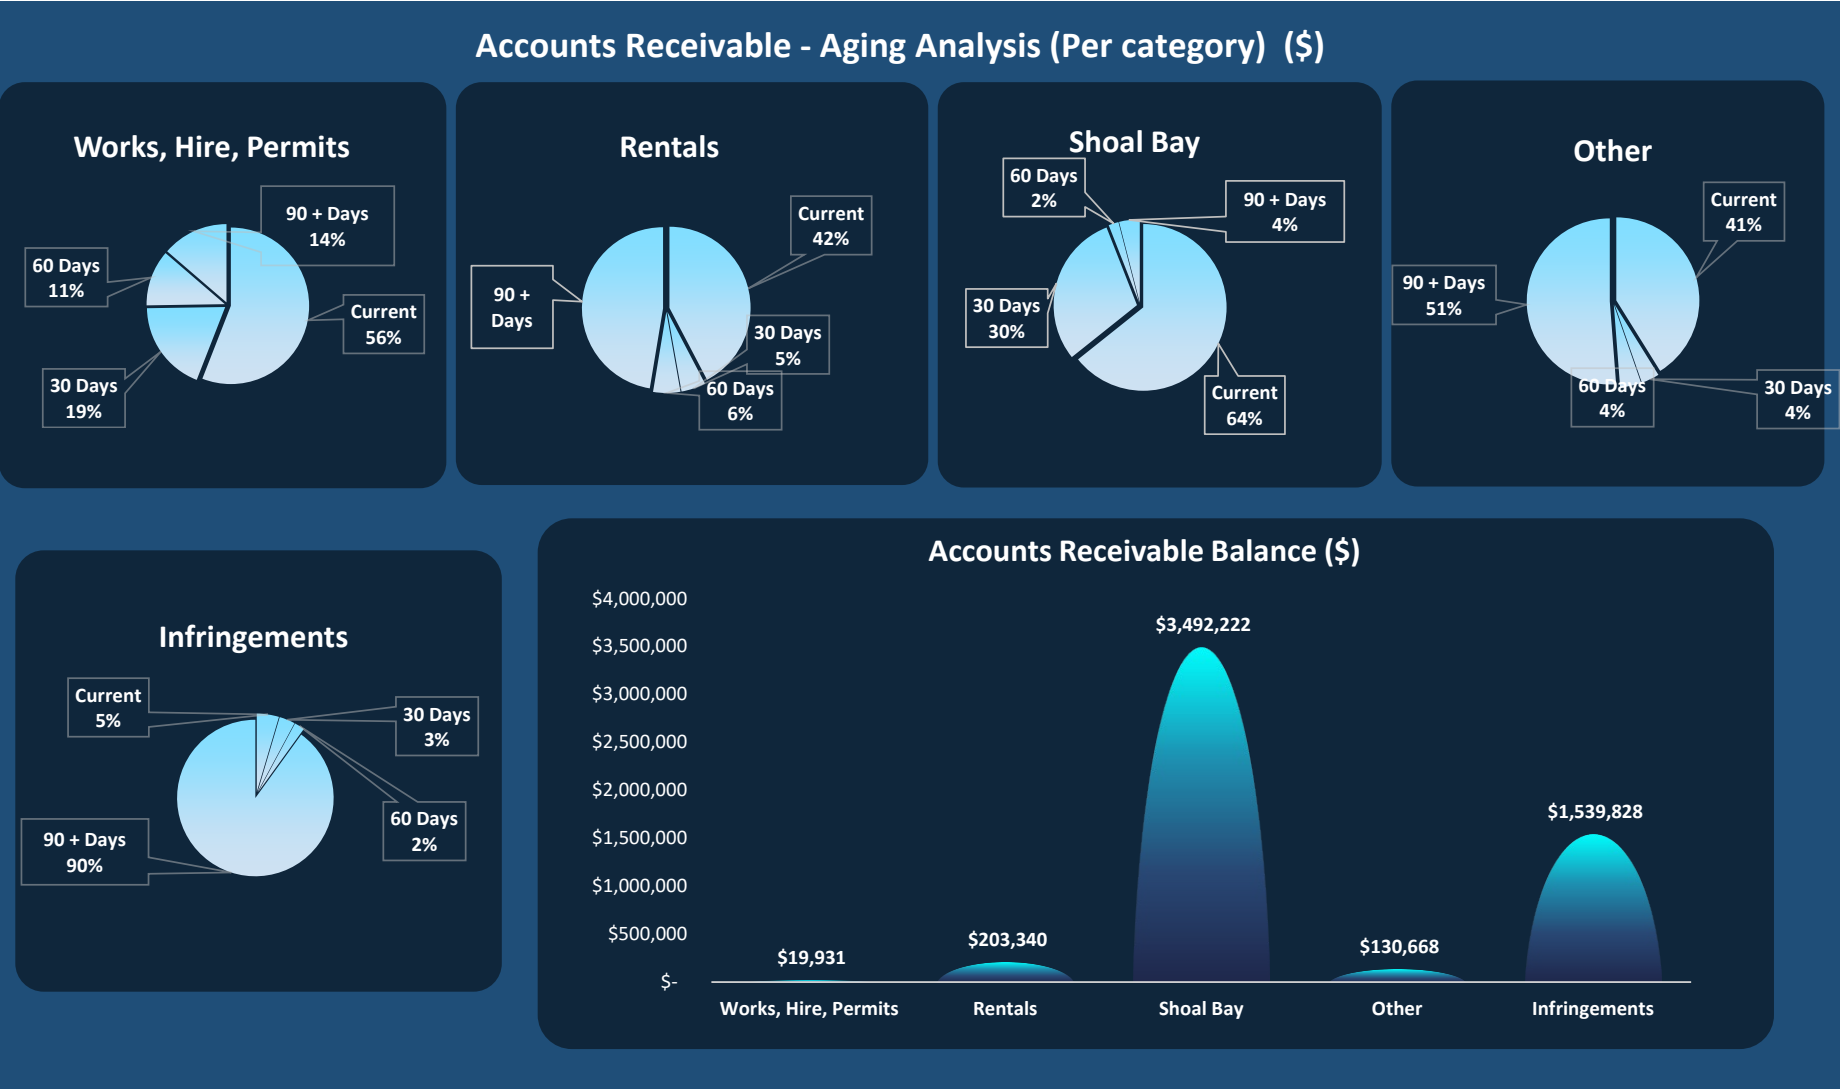 Accounts Receivable - Aging Analysis (Per category) ($)
Works, Hire, Permits
90 + Days
14%
60 Days
11%
Current
56%
30 Days
19%
Rentals
Current
42%
90 +
Days
30 Days
5%
60 Days
6%
Shoal Bay
60 Days
2%
90 + Days
4%
30 Days
30%
Current
64%
Other
Current
41%
90 + Days
51%
60 Days
4%
30 Days
4%
Infringements
Current
5%
30 Days
3%
60 Days
2%
90 + Days
90%
Accounts Receivable Balance ($)
$4,000,000
$3,500,000
$3,000,000
$2,500,000
$2,000,000
$1,500,000
$1,000,000
$500,000
$-
$19,931
$203,340
$3,492,222
$130,668
$1,539,828
Works, Hire, Permits
Rentals
Shoal Bay
Other
Infringements